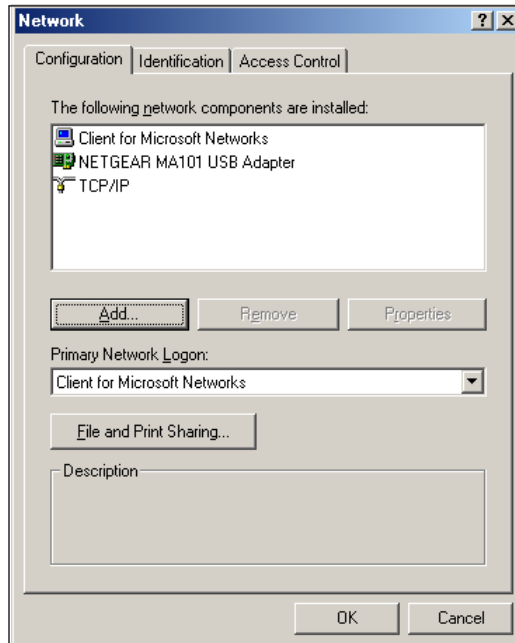 Network
Configuration Identification Access Control
The following network components are installed:
Client for Microsoft Networks
NETGEAR MA101 USB Adapter
TCP/IP
Add... Remove Properties
Primary Network Logon:
Client for Microsoft Networks
File and Print Sharing...
Description
OK Cancel